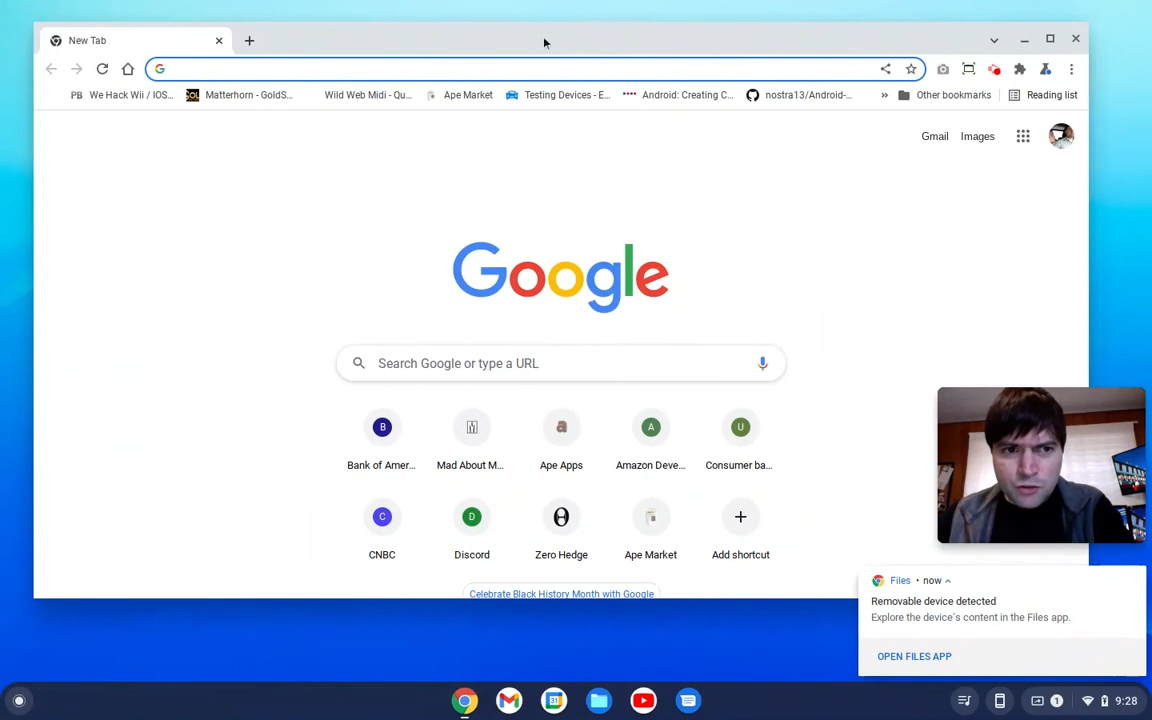 New Tab
PB We Hack Wii / IOS...
SOL Matterhorn - GoldS...
Wild Web Midi - Qu...
Ape Market
Testing Devices - E...
Android: Creating C...
nostra13/Android-...
»
Other bookmarks
Reading list
Gmail
Images
Google
Search Google or type a URL
B
A
U
Bank of Amer...
Mad About M...
Ape Apps
Amazon Deve...
Consumer ba...
C
D
CNBC
Discord
Zero Hedge
Ape Market
Add shortcut
Celebrate Black History Month with Google
Files • now
Removable device detected
Explore the device's content in the Files app.
OPEN FILES APP
31
1
9:28